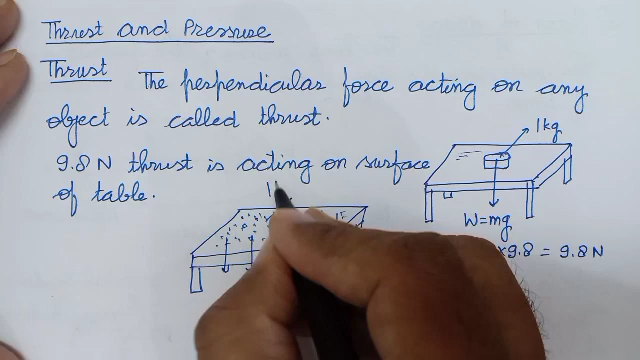 Thrust and Pressure
Thrust The perpendicular force acting on any
object is called thrust.
9.8 N thrust is acting on surface
of table.
1kg
W=mg
×9.8 = 9.8 N